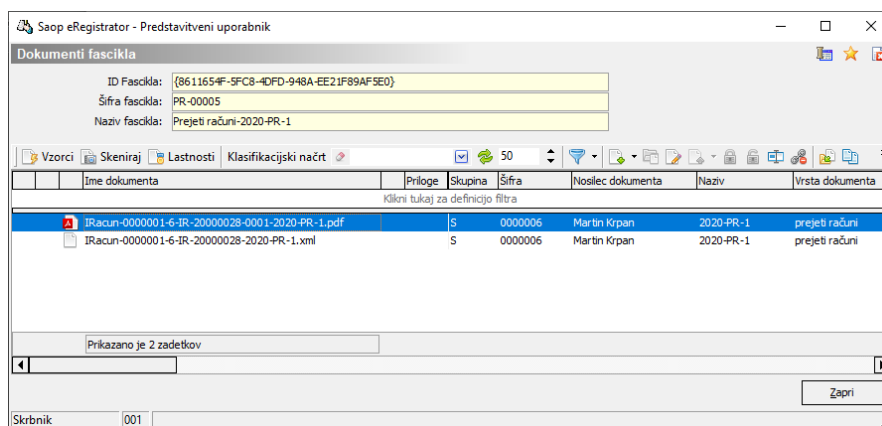 Saop eRegistrator - Predstavitveni uporabnik
Dokumenti fascikla
ID Fascikla: {8611654F-5FC8-4DFD-948A-EE21F89AF5E0}
Šifra fascikla: PR-00005
Naziv fascikla: Prejeti računi-2020-PR-1
Vzorci Skeniraj Lastnosti Klasifikacijski načrt 50
Ime dokumenta Priloge Skupina Šifra Nosilec dokumenta Naziv Vrsta dokumenta
Klikni tukaj za definicijo filtra
IRacun-0000001-6-IR-20000028-0001-2020-PR-1.pdf S 0000006 Martin Krpan 2020-PR-1 prejeti računi
IRacun-0000001-6-IR-20000028-2020-PR-1.xml S 0000006 Martin Krpan 2020-PR-1 prejeti računi
Prikazano je 2 zadetkov
Zapri
Skrbnik 001